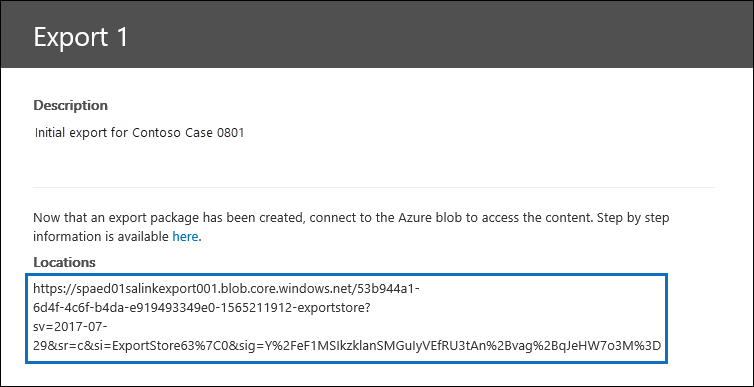 Export 1
Description
Initial export for Contoso Case 0801
Now that an export package has been created, connect to the Azure blob to access the content. Step by step
information is available here.
Locations
https://spaed01salinkexport001.blob.core.windows.net/53b944a1-
6d4f-4c6f-b4da-e919493349e0-1565211912-exportstore?
sv=2017-07-
29&sr=c&si=ExportStore63%7C0&sig=Y%2FeF1MSIkzklanSMGuIyVEfRU3tAn%2Bvag%2BqJeHW7o3M%3D